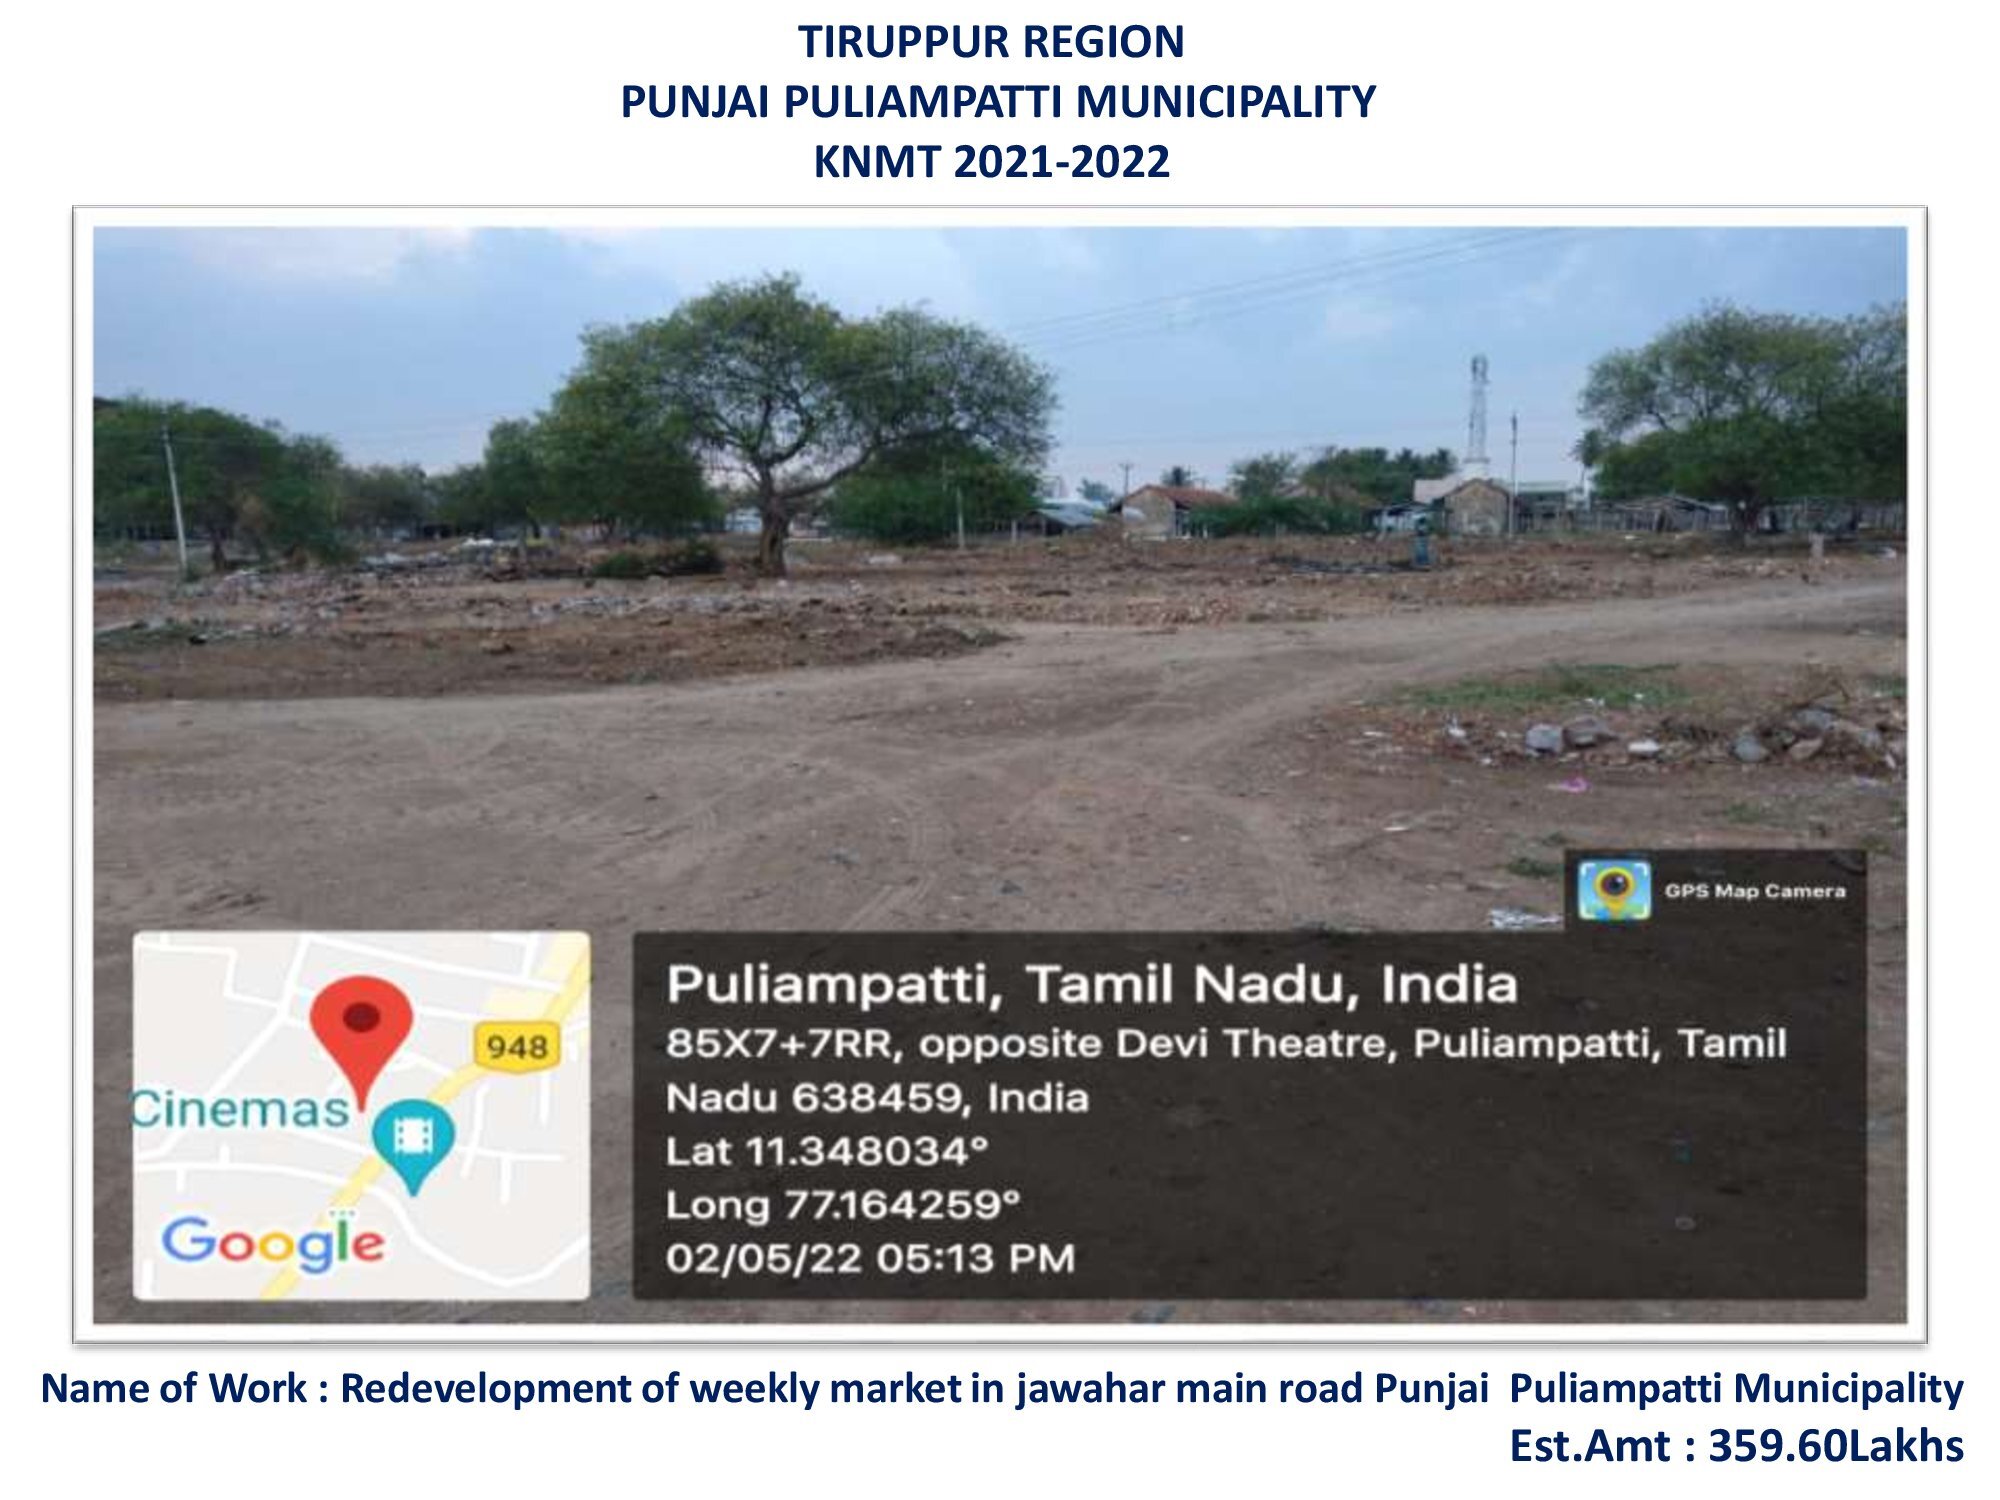 TIRUPPUR REGION
PUNJAI PULIAMPATTI MUNICIPALITY
KNMT 2021-2022
GPS Map Camera
Puliampatti, Tamil Nadu, India
85X7+7RR, opposite Devi Theatre, Puliampatti, Tamil
Nadu 638459, India
Lat 11.348034°
Long 77.164259°
02/05/22 05:13 PM
948
Cinemas
Google
Name of Work : Redevelopment of weekly market in jawahar main road Punjai  Puliampatti Municipality
Est.Amt : 359.60Lakhs